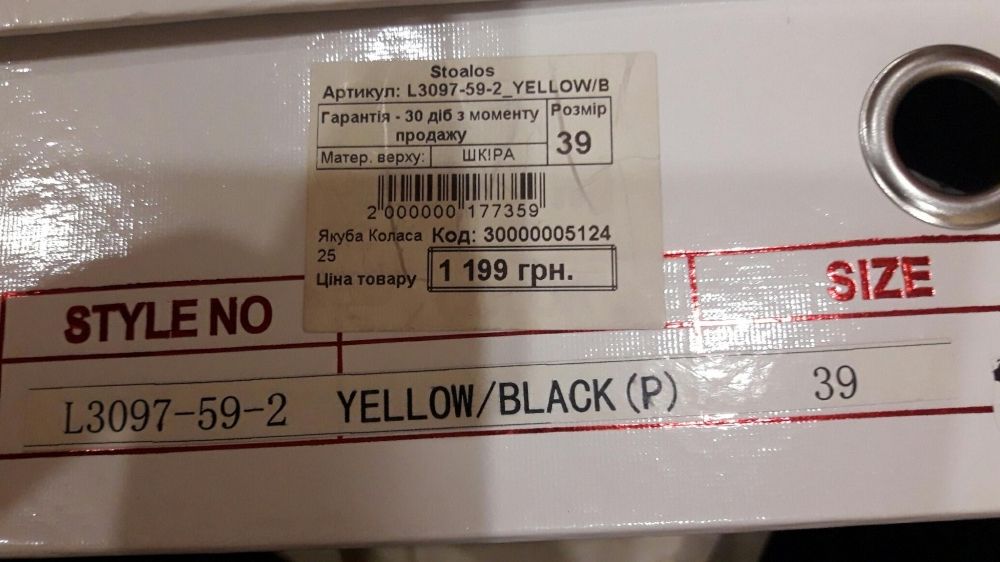 Stoalos
Артикул: L3097-59-2_YELLOW/B
Гарантія - 30 діб з моменту продажу
Розмір
39
Матер. верху: ШКІРА
2 000000 177359
Якуба Коласа 25
Код: 30000005124
Ціна товару 1 199 грн.
STYLE NO
SIZE
L3097-59-2 YELLOW/BLACK(P) 39